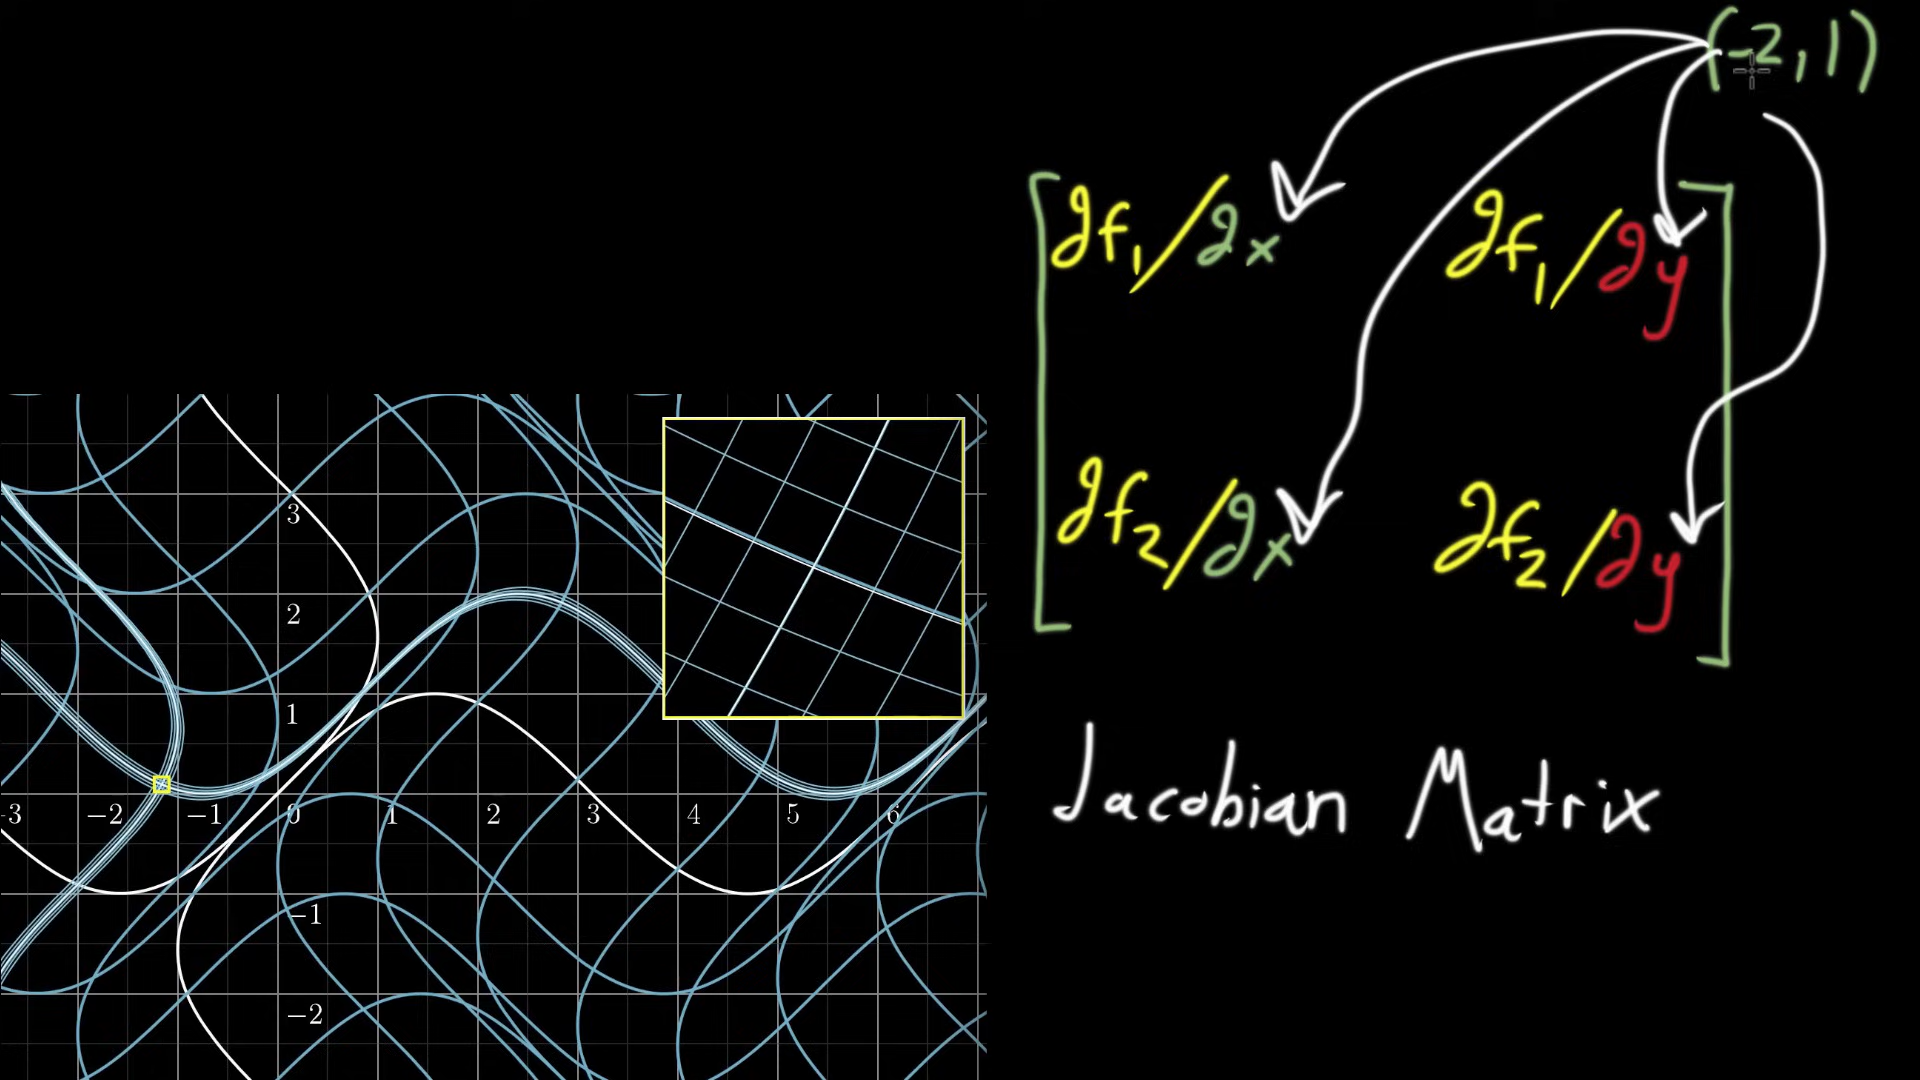 (-2, 1)
∂f₁/∂x ∂f₁/∂y
∂f₂/∂x ∂f₂/∂y
Jacobian Matrix
3
2
1
-3 −2 −1 0 1 2 3 4 5 6
−1
−2